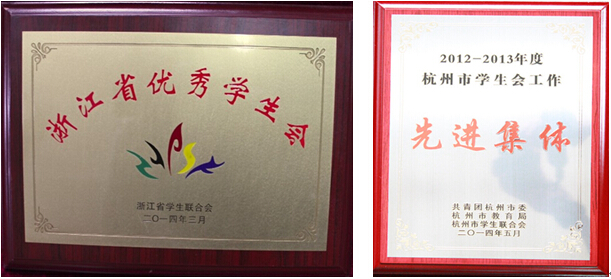 浙江省优秀学生会
浙江省学生联合会
二〇一四年三月
2012-2013年度
杭州市学生会工作
先进集体
共青团杭州市委
杭州市教育局
杭州市学生联合会
二〇一四年五月